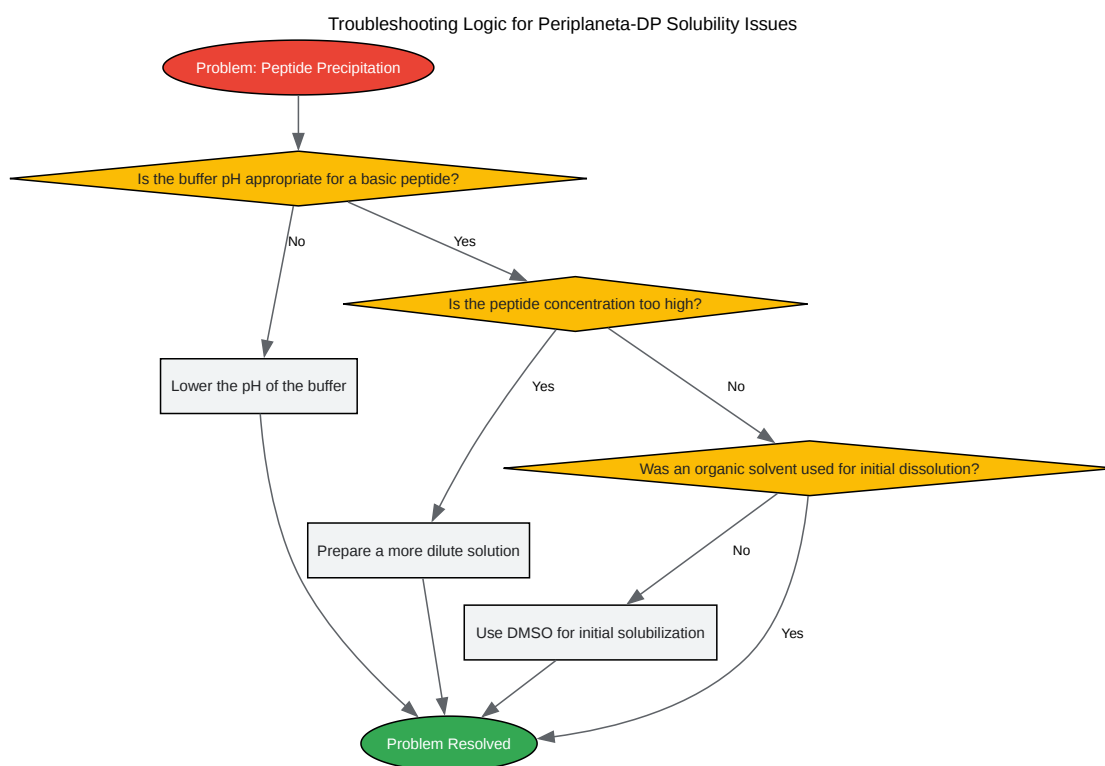 Troubleshooting Logic for Periplaneta-DP Solubility Issues
Problem: Peptide Precipitation
Is the buffer pH appropriate for a basic peptide?
No
Yes
Is the peptide concentration too high?
Lower the pH of the buffer
Yes
No
Was an organic solvent used for initial dissolution?
Prepare a more dilute solution
No
Use DMSO for initial solubilization
Yes
Problem Resolved